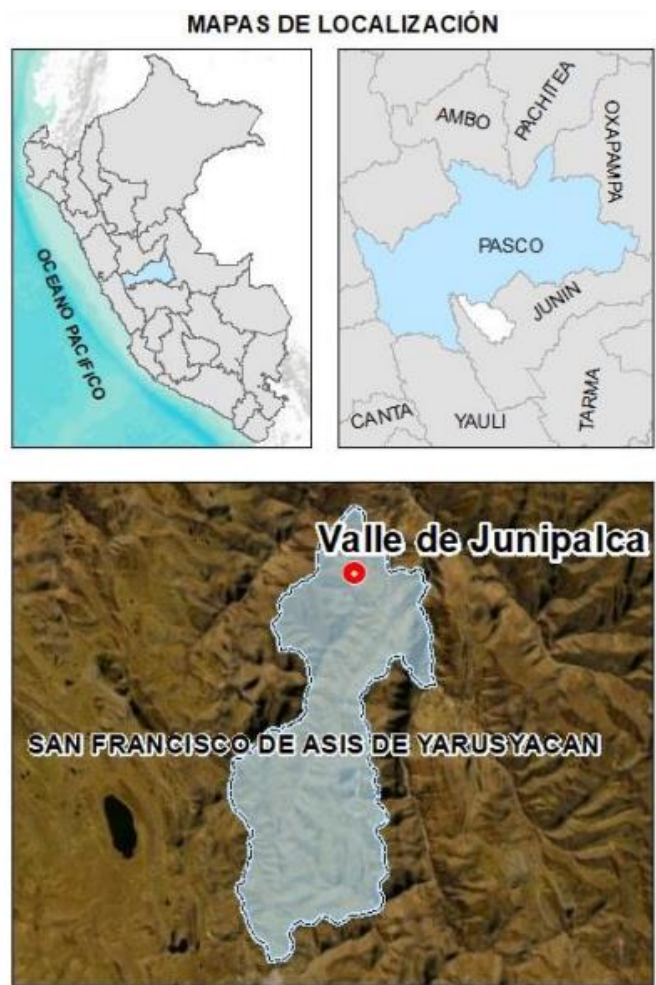 MAPAS DE LOCALIZACIÓN
OCEANO PACIFICO
AMBO
PACHITEA
OXAPAMPA
PASCO
JUNIN
CANTA
YAULI
TARMA
Valle de Junipalca
SAN FRANCISCO DE ASIS DE YARUSYACAN